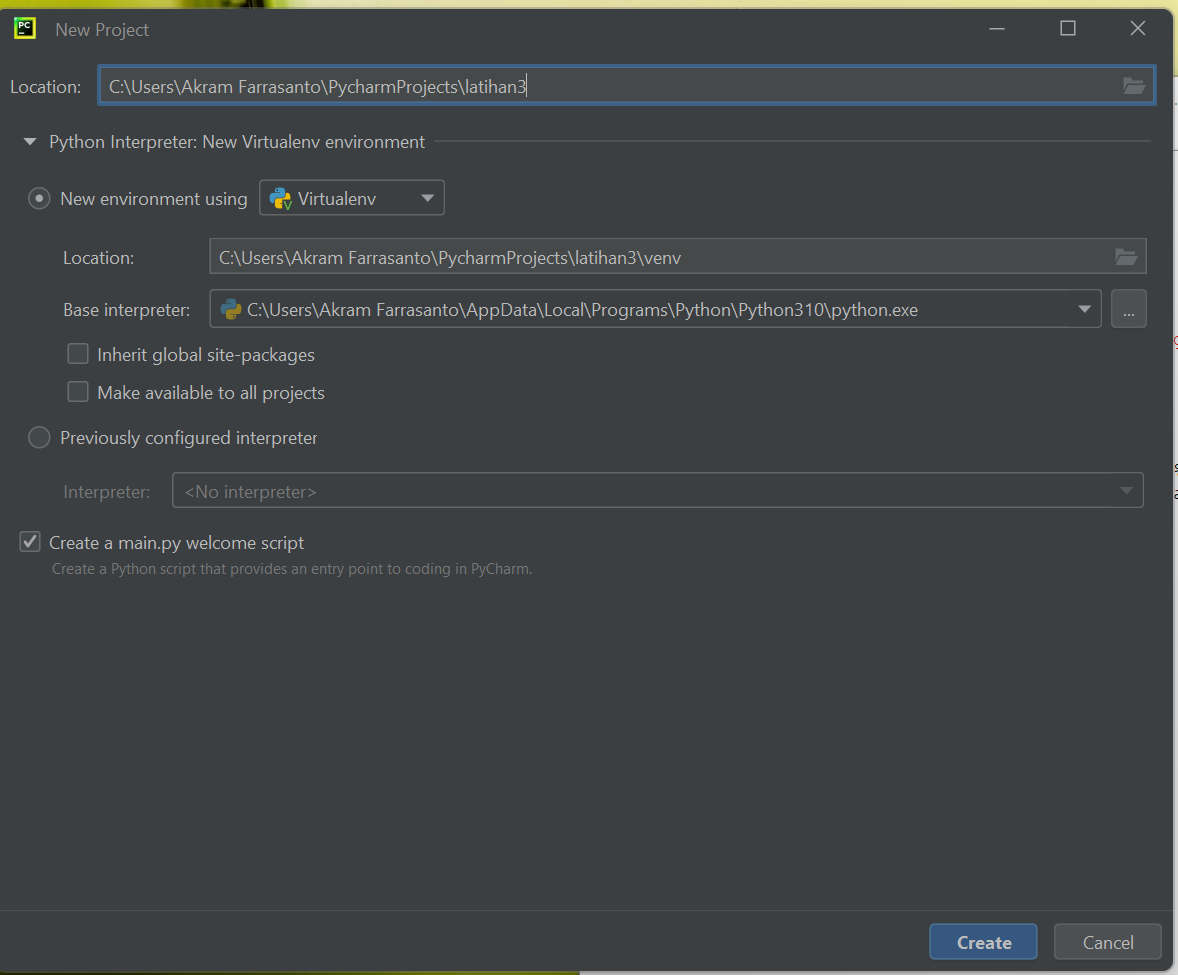 PC
New Project
Location: C:\Users\Akram Farrasanto\PycharmProjects\latihan3
Python Interpreter: New Virtualenv environment
New environment using Virtualenv
Location: C:\Users\Akram Farrasanto\PycharmProjects\latihan3\venv
Base interpreter: C:\Users\Akram Farrasanto\AppData\Local\Programs\Python\Python310\python.exe ...
Inherit global site-packages
Make available to all projects
Previously configured interpreter
Interpreter: <No interpreter>
Create a main.py welcome script
Create a Python script that provides an entry point to coding in PyCharm.
Create Cancel